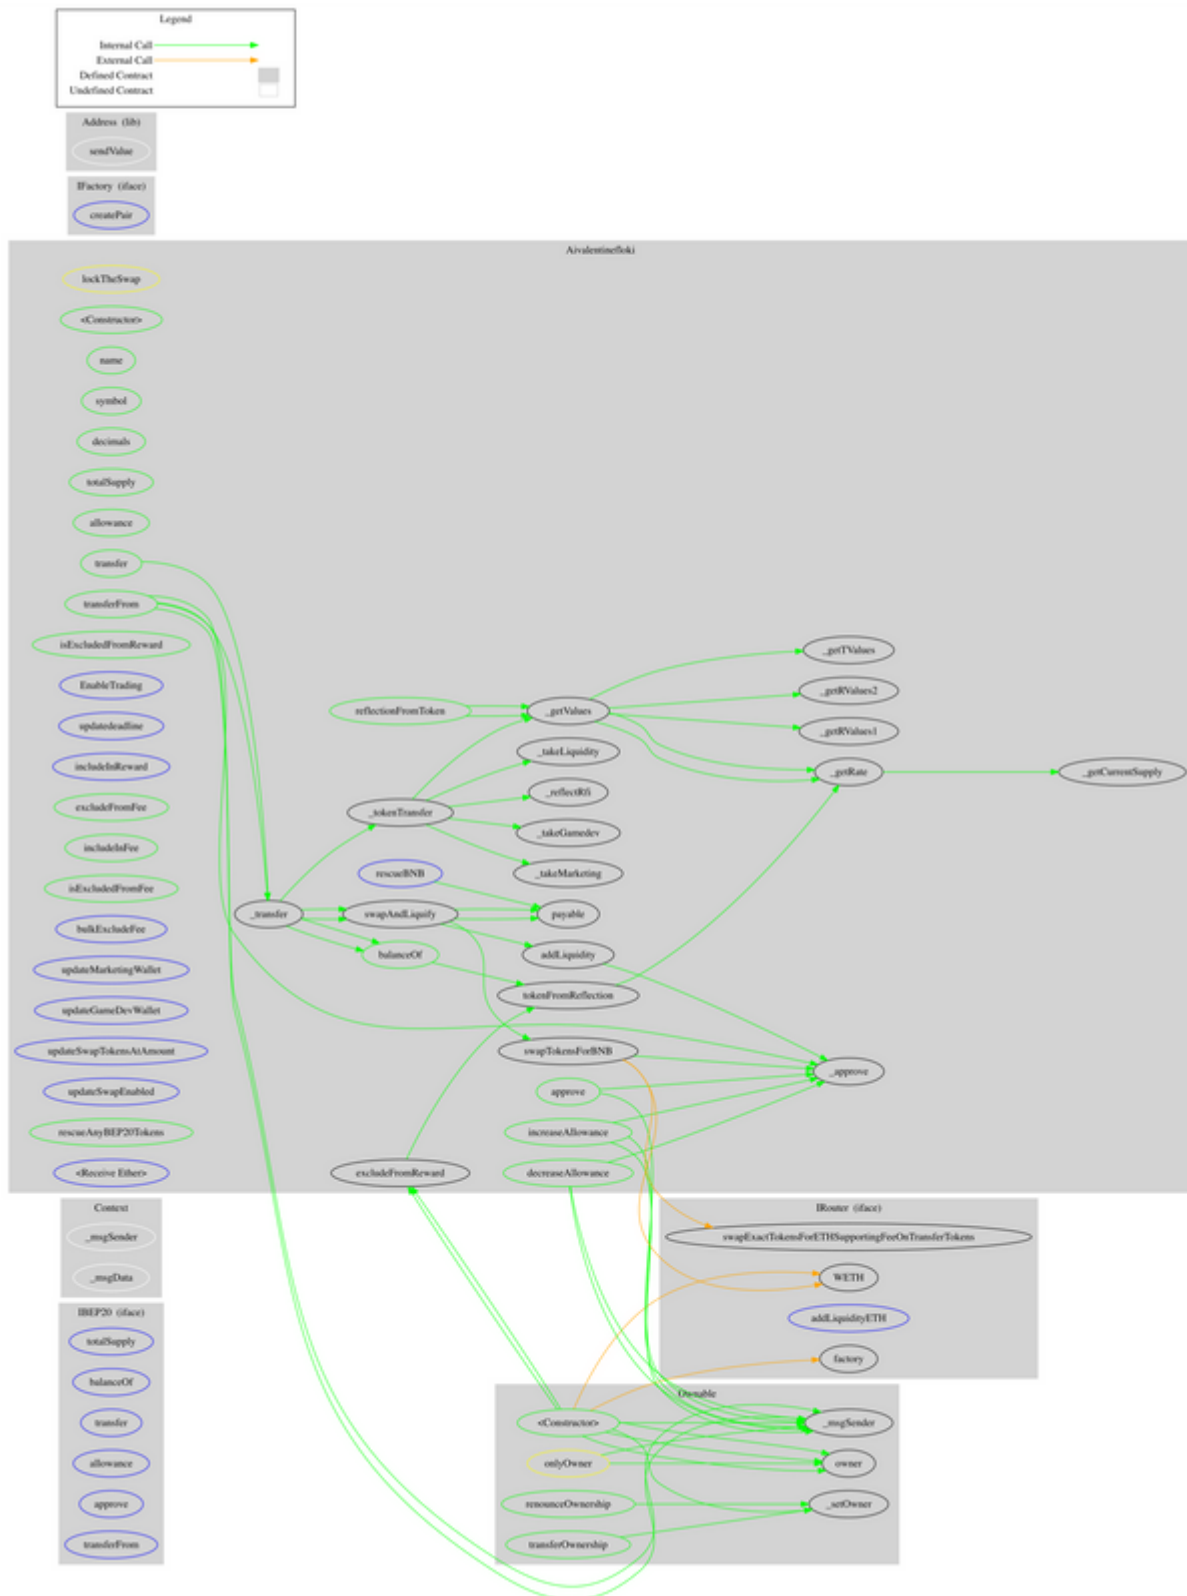 Legend
Internal Call
External Call
Defined Contract
Undefined Contract
Address (lib)
sendValue
IFactory (iface)
createPair
Aivalentinefloki
lockTheSwap
<Constructor>
name
symbol
decimals
totalSupply
allowance
transfer
transferFrom
isExcludedFromReward
EnableTrading
updatedeadline
includeInReward
excludeFromFee
includeInFee
isExcludedFromFee
bulkExcludeFee
updateMarketingWallet
updateGameDevWallet
updateSwapTokensAtAmount
updateSwapEnabled
rescueAnyBEP20Tokens
<Receive Ether>
_transfer
reflectionFromToken
_tokenTransfer
rescueBNB
swapAndLiquify
balanceOf
excludeFromReward
_getValues
_takeLiquidity
_reflectRfi
_takeGamedev
_takeMarketing
payable
addLiquidity
tokenFromReflection
swapTokensForBNB
approve
increaseAllowance
decreaseAllowance
_getTValues
_getRValues2
_getRValues1
_getRate
_approve
_getCurrentSupply
Context
_msgSender
_msgData
IRouter (iface)
swapExactTokensForETHSupportingFeeOnTransferTokens
WETH
addLiquidityETH
factory
IBEP20 (iface)
totalSupply
balanceOf
transfer
allowance
approve
transferFrom
Ownable
<Constructor>
onlyOwner
renounceOwnership
transferOwnership
_msgSender
owner
_setOwner